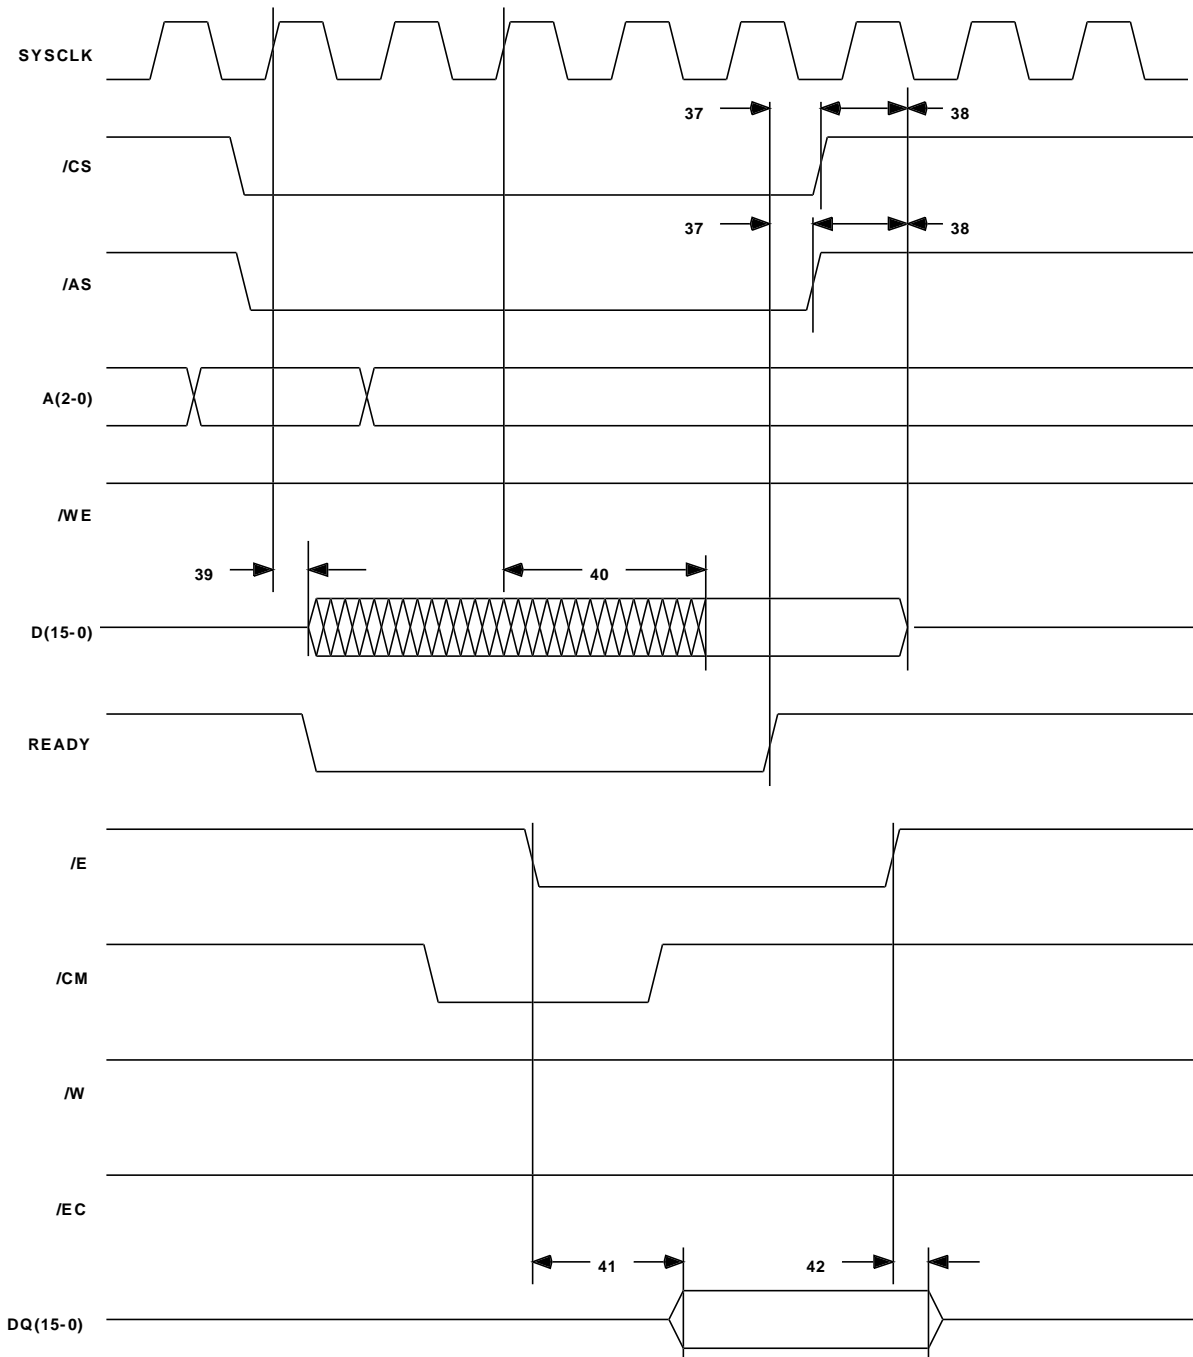 SYSCLK
37 38
/CS
37 38
/AS
A(2-0)
/WE
39 40
D(15-0)
READY
/E
/CM
/W
/EC
41 42
DQ(15-0)